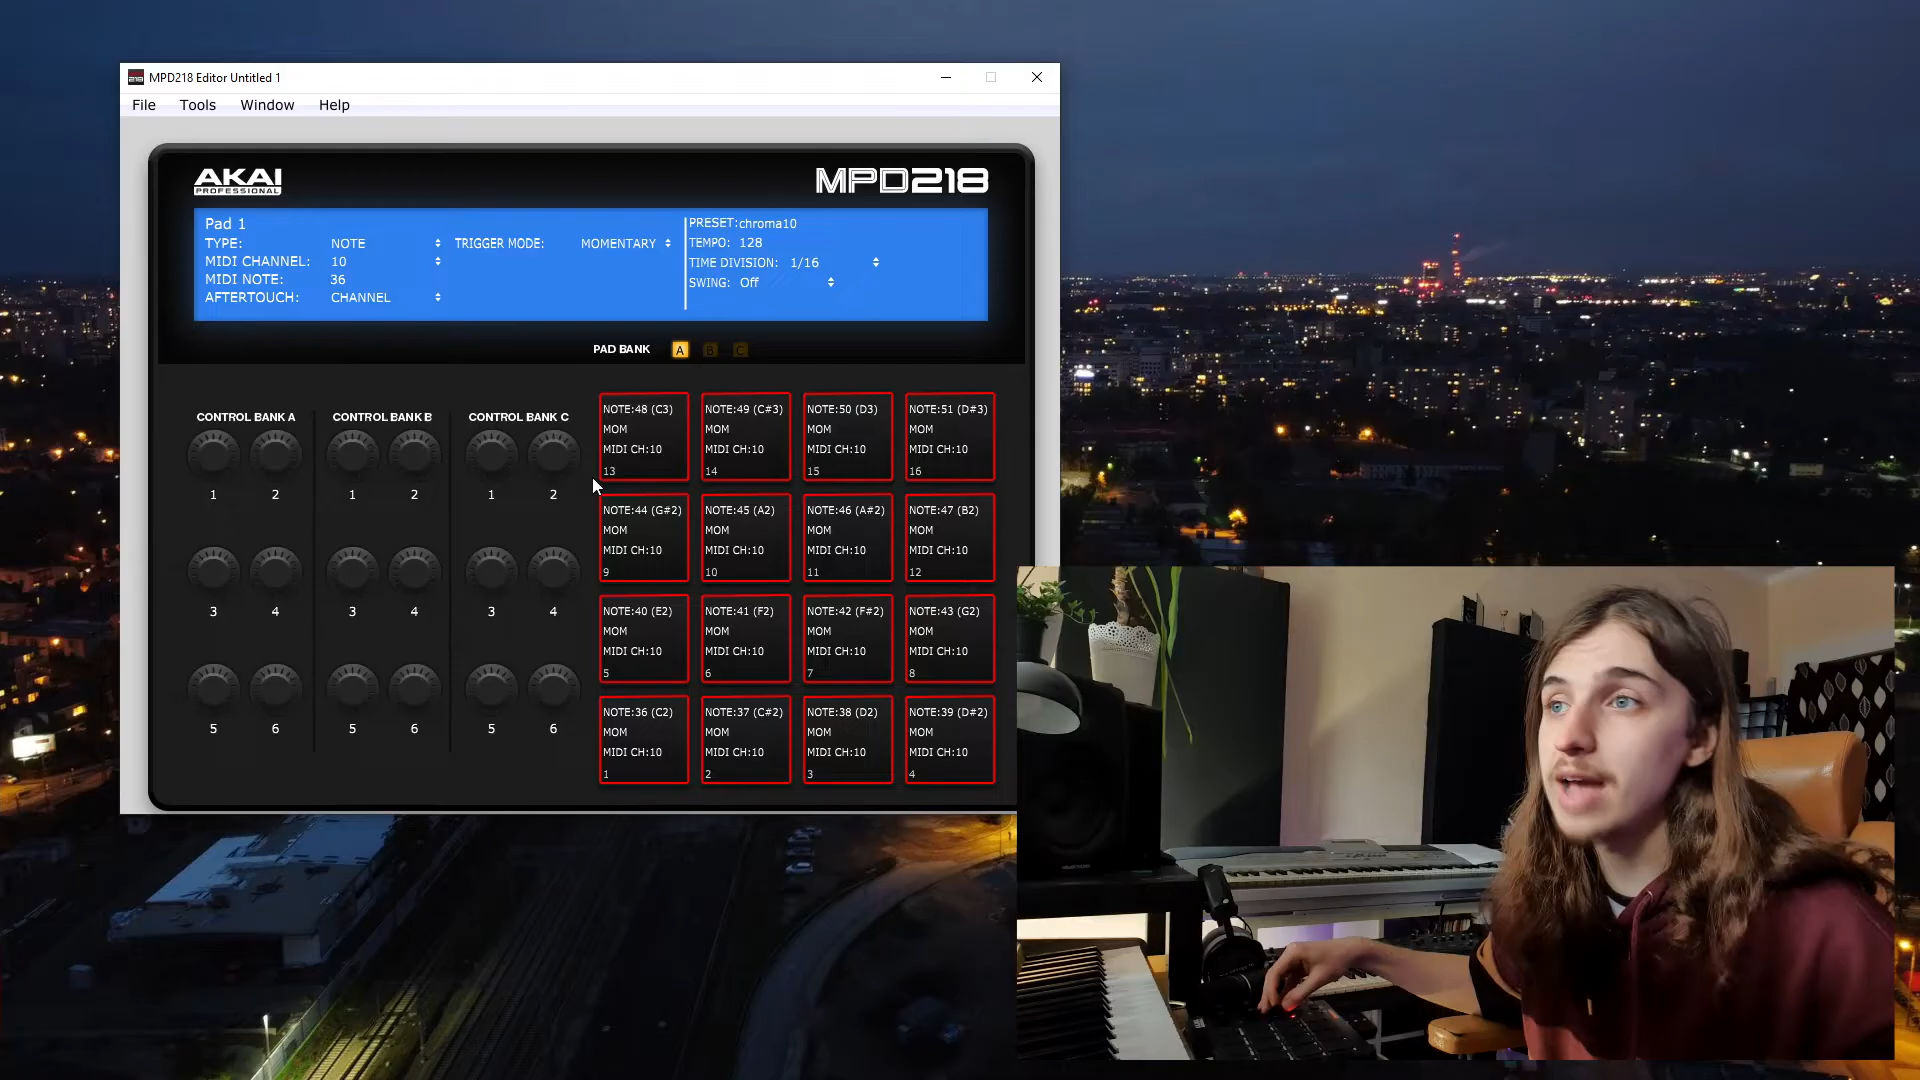 MPD218 Editor Untitled 1
File Tools Window Help
AKAI
PROFESSIONAL
MPD218
Pad 1
TYPE: NOTE TRIGGER MODE: MOMENTARY
MIDI CHANNEL: 10
MIDI NOTE: 36
AFTERTOUCH: CHANNEL
PRESET:chroma10
TEMPO: 128
TIME DIVISION: 1/16
SWING: Off
PAD BANK A B C
CONTROL BANK A
1 2
3 4
5 6
CONTROL BANK B
1 2
3 4
5 6
CONTROL BANK C
1 2
3 4
5 6
NOTE:48 (C3)
MOM
MIDI CH:10
13
NOTE:49 (C#3)
MOM
MIDI CH:10
14
NOTE:50 (D3)
MOM
MIDI CH:10
15
NOTE:51 (D#3)
MOM
MIDI CH:10
16
NOTE:44 (G#2)
MOM
MIDI CH:10
9
NOTE:45 (A2)
MOM
MIDI CH:10
10
NOTE:46 (A#2)
MOM
MIDI CH:10
11
NOTE:47 (B2)
MOM
MIDI CH:10
12
NOTE:40 (E2)
MOM
MIDI CH:10
5
NOTE:41 (F2)
MOM
MIDI CH:10
6
NOTE:42 (F#2)
MOM
MIDI CH:10
7
NOTE:43 (G2)
MOM
MIDI CH:10
8
NOTE:36 (C2)
MOM
MIDI CH:10
1
NOTE:37 (C#2)
MOM
MIDI CH:10
2
NOTE:38 (D2)
MOM
MIDI CH:10
3
NOTE:39 (D#2)
MOM
MIDI CH:10
4